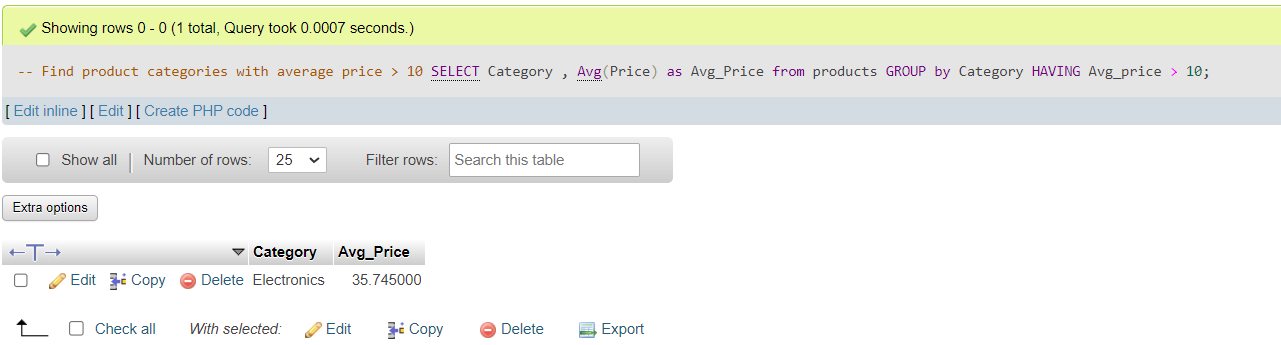 Showing rows 0 - 0 (1 total, Query took 0.0007 seconds.)
-- Find product categories with average price > 10 SELECT Category , Avg(Price) as Avg_Price from products GROUP by Category HAVING Avg_price > 10;
[ Edit inline ] [ Edit ] [ Create PHP code ]
Show all | Number of rows: 25 Filter rows: Search this table
Extra options
←T→ Category Avg_Price
Edit Copy Delete Electronics 35.745000
Check all With selected: Edit Copy Delete Export